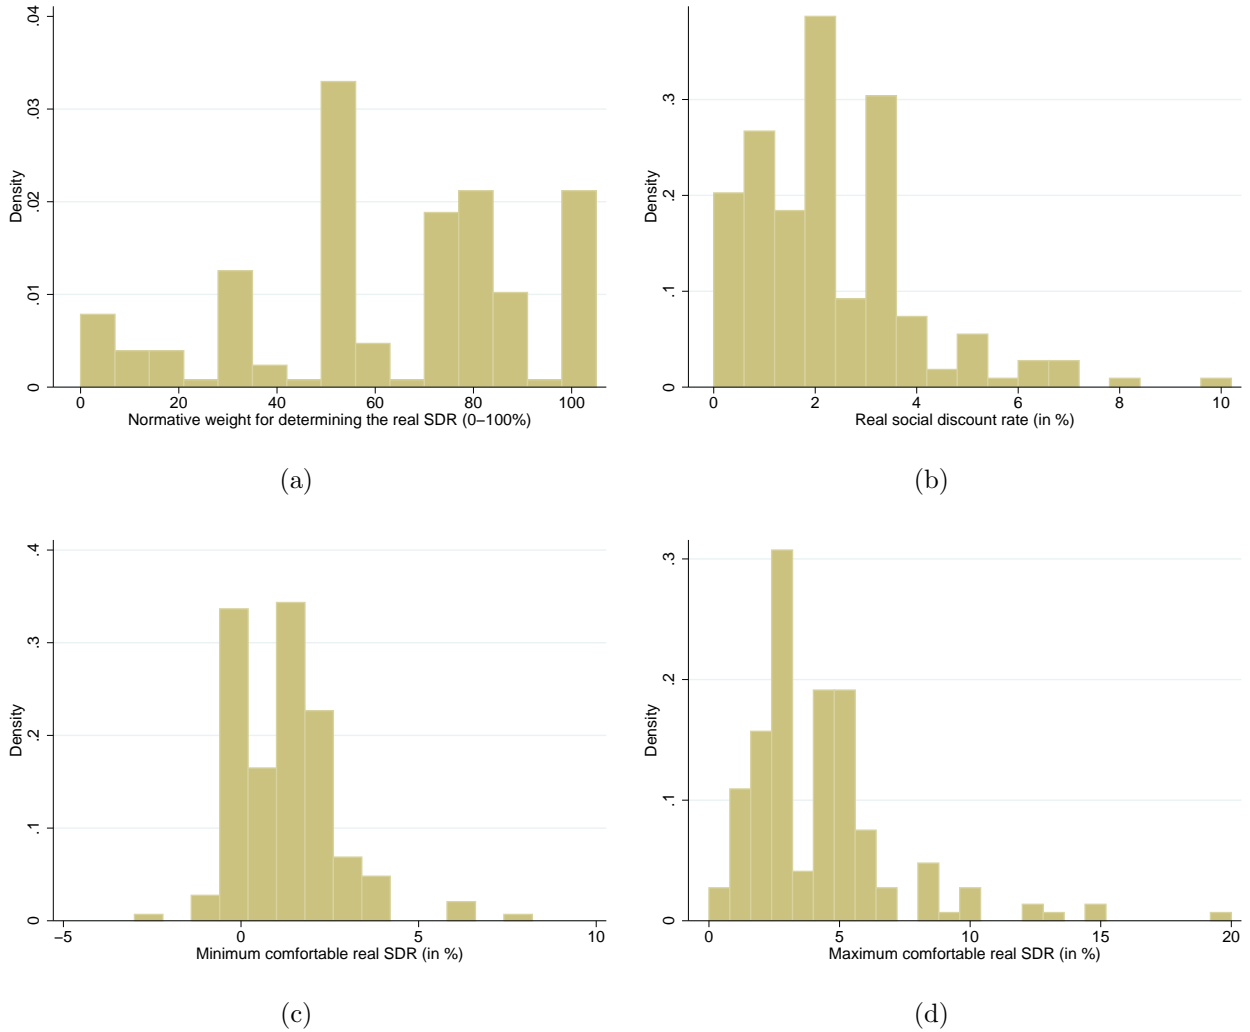 Density
.04
.03
.02
.01
0
0 20 40 60 80 100
Normative weight for determining the real SDR (0–100%)
(a)
Density
.3
.2
.1
0
0 2 4 6 8 10
Real social discount rate (in %)
(b)
Density
.4
.3
.2
.1
0
–5 0 5 10
Minimum comfortable real SDR (in %)
(c)
Density
.3
.2
.1
0
0 5 10 15 20
Maximum comfortable real SDR (in %)
(d)